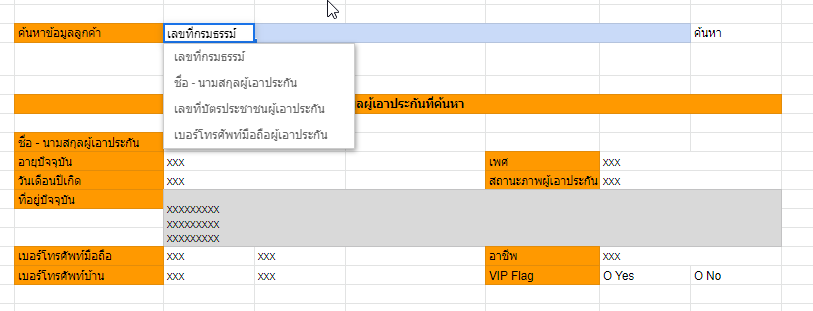 ค้นหาข้อมูลลูกค้า เลขที่กรมธรรม์ ค้นหา
เลขที่กรมธรรม์
ชื่อ - นามสกุลผู้เอาประกัน
เลขที่บัตรประชาชนผู้เอาประกัน
เบอร์โทรศัพท์มือถือผู้เอาประกัน
ลผู้เอาประกันที่ค้นหา
ชื่อ - นามสกุลผู้เอาประกัน
อายุปัจจุบัน xxx เพศ xxx
วันเดือนปีเกิด xxx สถานะภาพผู้เอาประกัน xxx
ที่อยู่ปัจจุบัน
xxxxxxxxx
xxxxxxxxx
xxxxxxxxx
เบอร์โทรศัพท์มือถือ xxx xxx อาชีพ xxx
เบอร์โทรศัพท์บ้าน xxx xxx VIP Flag O Yes O No